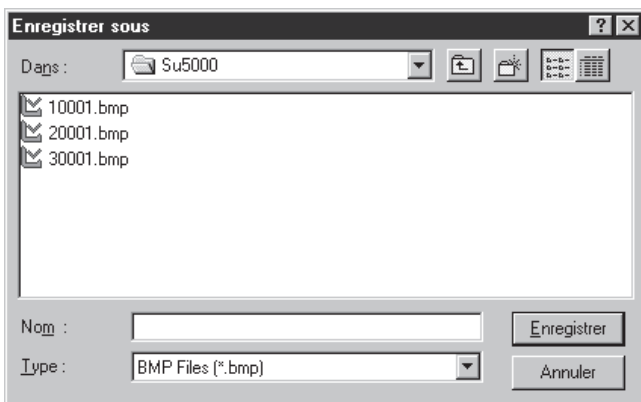 Enregistrer sous
Dans :
Su5000
10001.bmp
20001.bmp
30001.bmp
Nom :
Enregistrer
Type :
BMP Files (*.bmp)
Annuler